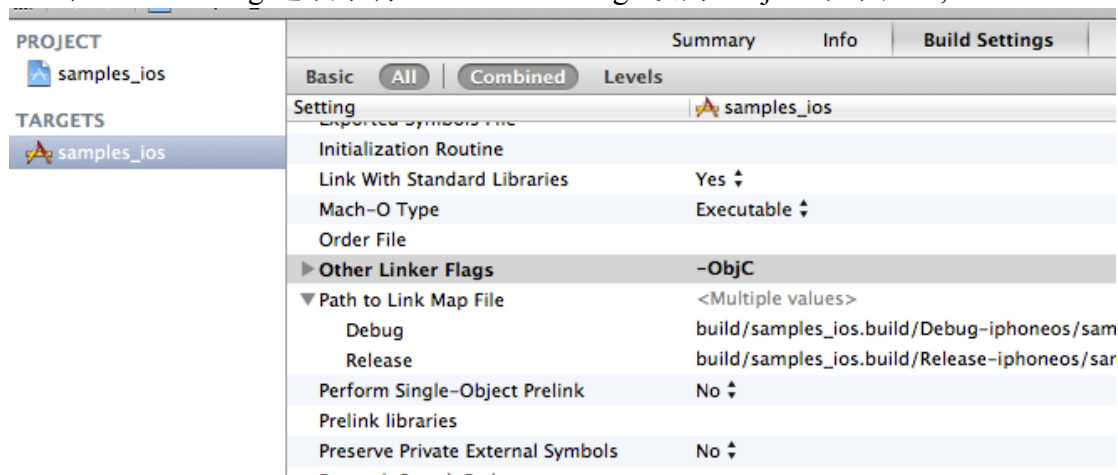 PROJECT
samples_ios
TARGETS
samples_ios
Summary Info Build Settings
Basic All Combined Levels
Setting samples_ios
Initialization Routine
Link With Standard Libraries Yes
Mach-O Type Executable
Order File
Other Linker Flags -ObjC
Path to Link Map File <Multiple values>
Debug build/samples_ios.build/Debug-iphoneos/sam
Release build/samples_ios.build/Release-iphoneos/sar
Perform Single-Object Prelink No
Prelink libraries
Preserve Private External Symbols No